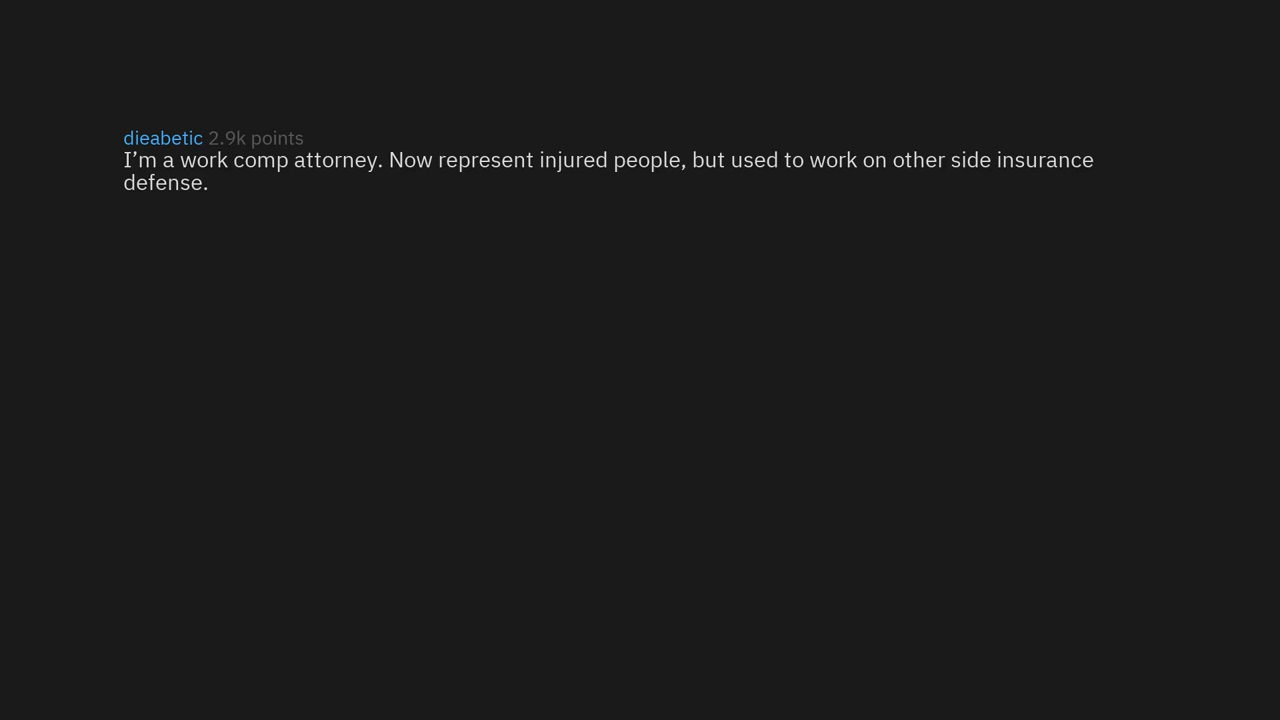 dieabetic 2.9k points
I’m a work comp attorney. Now represent injured people, but used to work on other side insurance
defense.